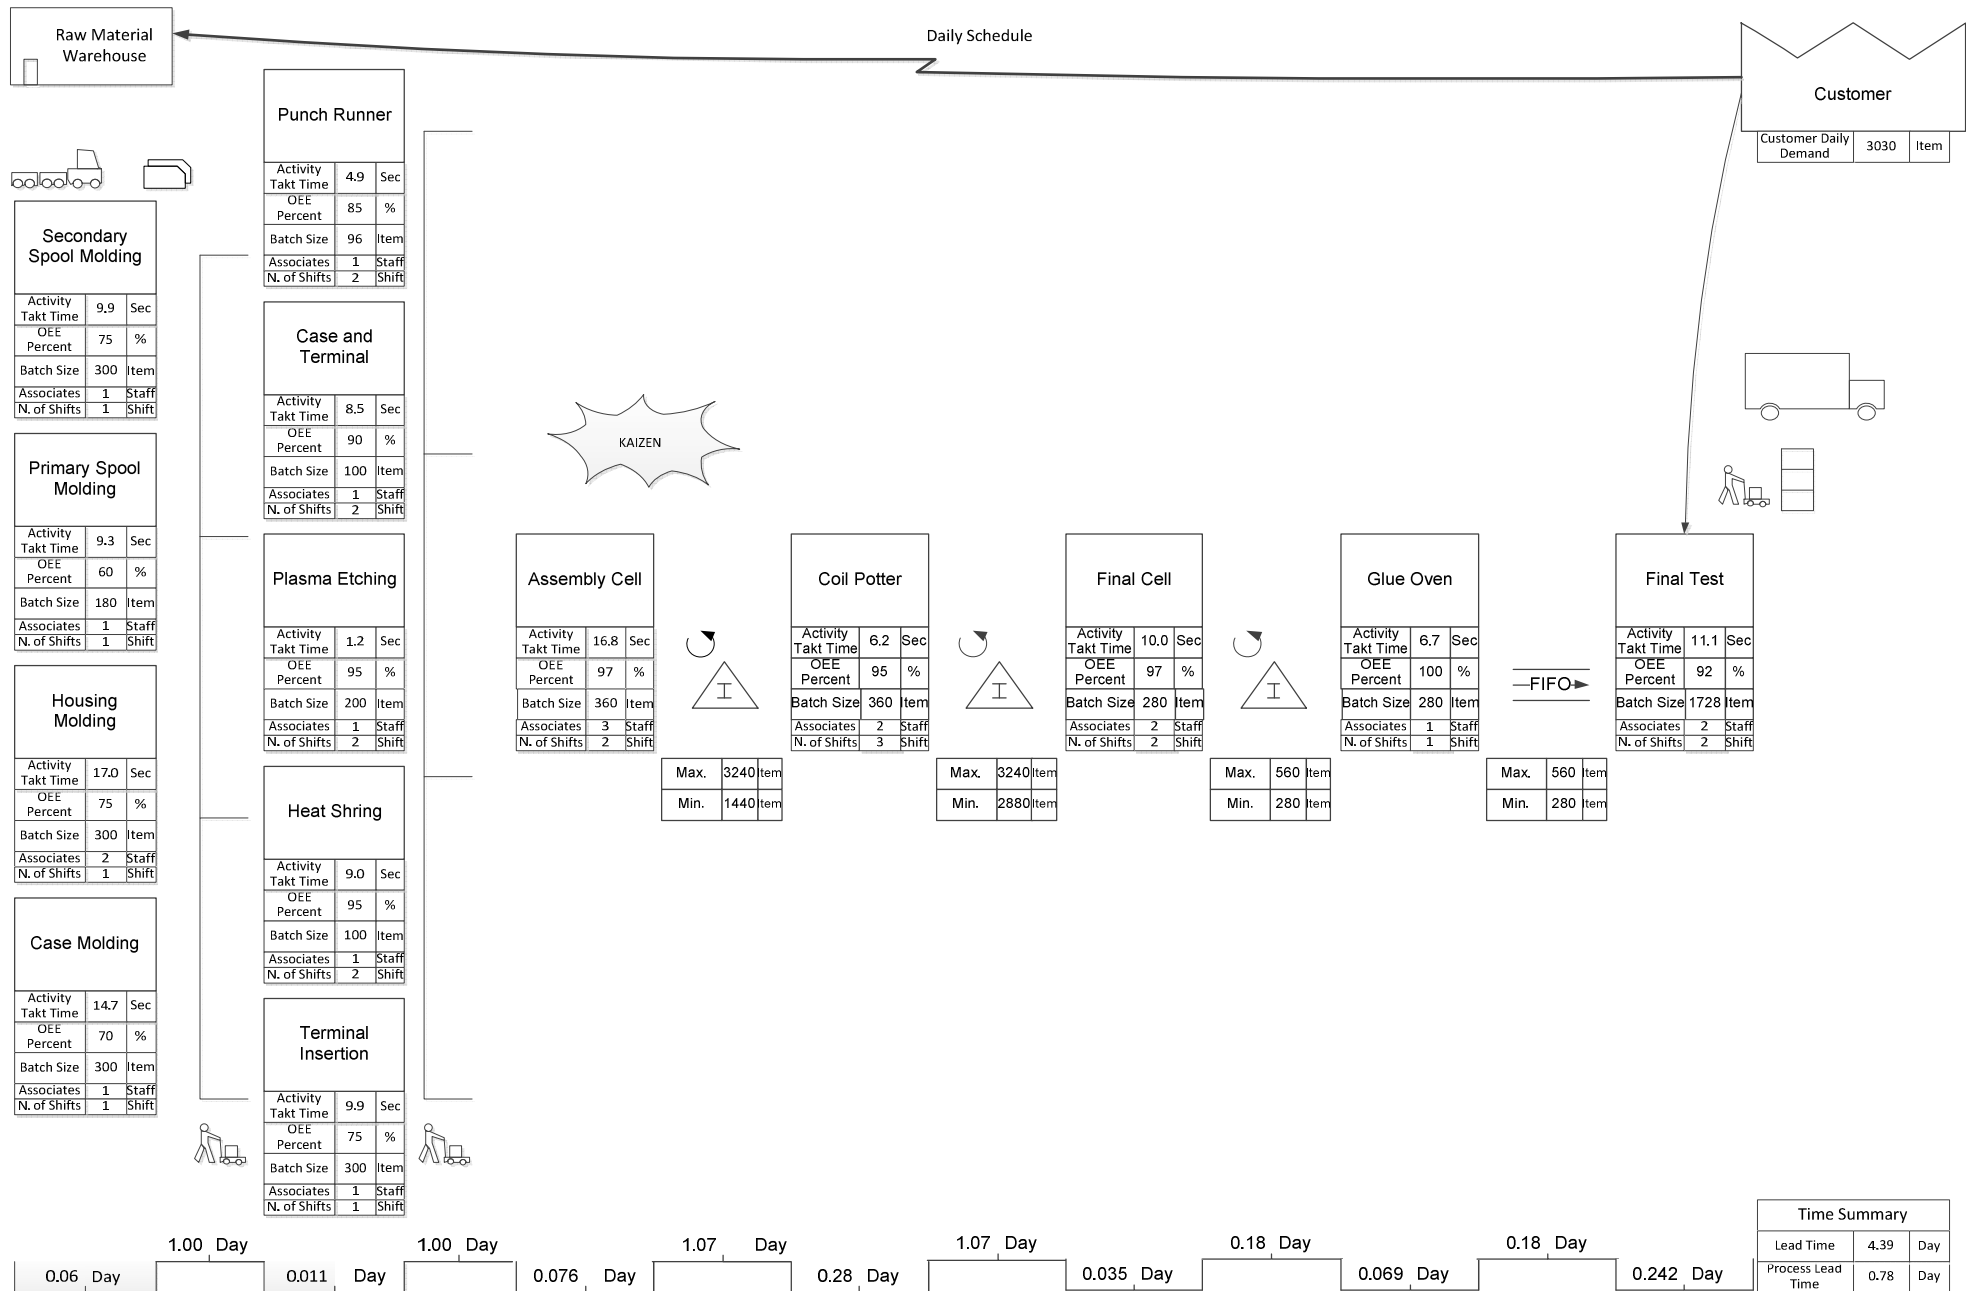 Raw Material
Warehouse
Daily Schedule
Customer
Customer Daily
Demand
3030
Item
Punch Runner
Activity
Takt Time
4.9
Sec
OEE
Percent
85
%
Batch Size
96
Item
Associates
1
Staff
N. of Shifts
2
Shift
Secondary
Spool Molding
Activity
Takt Time
9.9
Sec
OEE
Percent
75
%
Batch Size
300
Item
Associates
1
Staff
N. of Shifts
1
Shift
Case and
Terminal
Activity
Takt Time
8.5
Sec
OEE
Percent
90
%
Batch Size
100
Item
Associates
1
Staff
N. of Shifts
2
Shift
KAIZEN
Primary Spool
Molding
Activity
Takt Time
9.3
Sec
OEE
Percent
60
%
Batch Size
180
Item
Associates
1
Staff
N. of Shifts
1
Shift
Plasma Etching
Activity
Takt Time
1.2
Sec
OEE
Percent
95
%
Batch Size
200
Item
Associates
1
Staff
N. of Shifts
2
Shift
Assembly Cell
Activity
Takt Time
16.8
Sec
OEE
Percent
97
%
Batch Size
360
Item
Associates
3
Staff
N. of Shifts
2
Shift
I
Max.
3240
Item
Min.
1440
Item
Coil Potter
Activity
Takt Time
6.2
Sec
OEE
Percent
95
%
Batch Size
360
Item
Associates
2
Staff
N. of Shifts
3
Shift
I
Max.
3240
Item
Min.
2880
Item
Final Cell
Activity
Takt Time
10.0
Sec
OEE
Percent
97
%
Batch Size
280
Item
Associates
2
Staff
N. of Shifts
2
Shift
I
Max.
560
Item
Min.
280
Item
Glue Oven
Activity
Takt Time
6.7
Sec
OEE
Percent
100
%
Batch Size
280
Item
Associates
1
Staff
N. of Shifts
1
Shift
FIFO
Max.
560
Item
Min.
280
Item
Final Test
Activity
Takt Time
11.1
Sec
OEE
Percent
92
%
Batch Size
1728
Item
Associates
2
Staff
N. of Shifts
2
Shift
Housing
Molding
Activity
Takt Time
17.0
Sec
OEE
Percent
75
%
Batch Size
300
Item
Associates
2
Staff
N. of Shifts
1
Shift
Heat Shring
Activity
Takt Time
9.0
Sec
OEE
Percent
95
%
Batch Size
100
Item
Associates
1
Staff
N. of Shifts
2
Shift
Case Molding
Activity
Takt Time
14.7
Sec
OEE
Percent
70
%
Batch Size
300
Item
Associates
1
Staff
N. of Shifts
1
Shift
Terminal
Insertion
Activity
Takt Time
9.9
Sec
OEE
Percent
75
%
Batch Size
300
Item
Associates
1
Staff
N. of Shifts
1
Shift
0.06 Day
1.00 Day
0.011 Day
1.00 Day
0.076 Day
1.07 Day
0.28 Day
1.07 Day
0.035 Day
0.18 Day
0.069 Day
0.18 Day
0.242 Day
Time Summary
Lead Time
4.39
Day
Process Lead
Time
0.78
Day